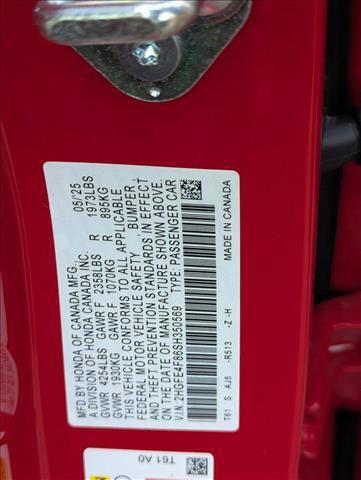 MFD.BY HONDA OF CANADA MFG. 05/25
A DIVISION OF HONDA CANADA INC.
GVWR 4254LBS GAWR F 2358LBS R 1973LBS
GVWR 1930KG GAWR F 1070KG R 895KG
THIS VEHICLE CONFORMS TO ALL APPLICABLE
FEDERAL MOTOR VEHICLE SAFETY, BUMPER,
AND THEFT PREVENTION STANDARDS IN EFFECT
ON THE DATE OF MANUFACTURE SHOWN ABOVE.
V.I.N: 2HGFE4F86SH350569 TYPE: PASSENGER CAR
T61 S AJ5 -R513 -Z -H MADE IN CANADA
T61 A0